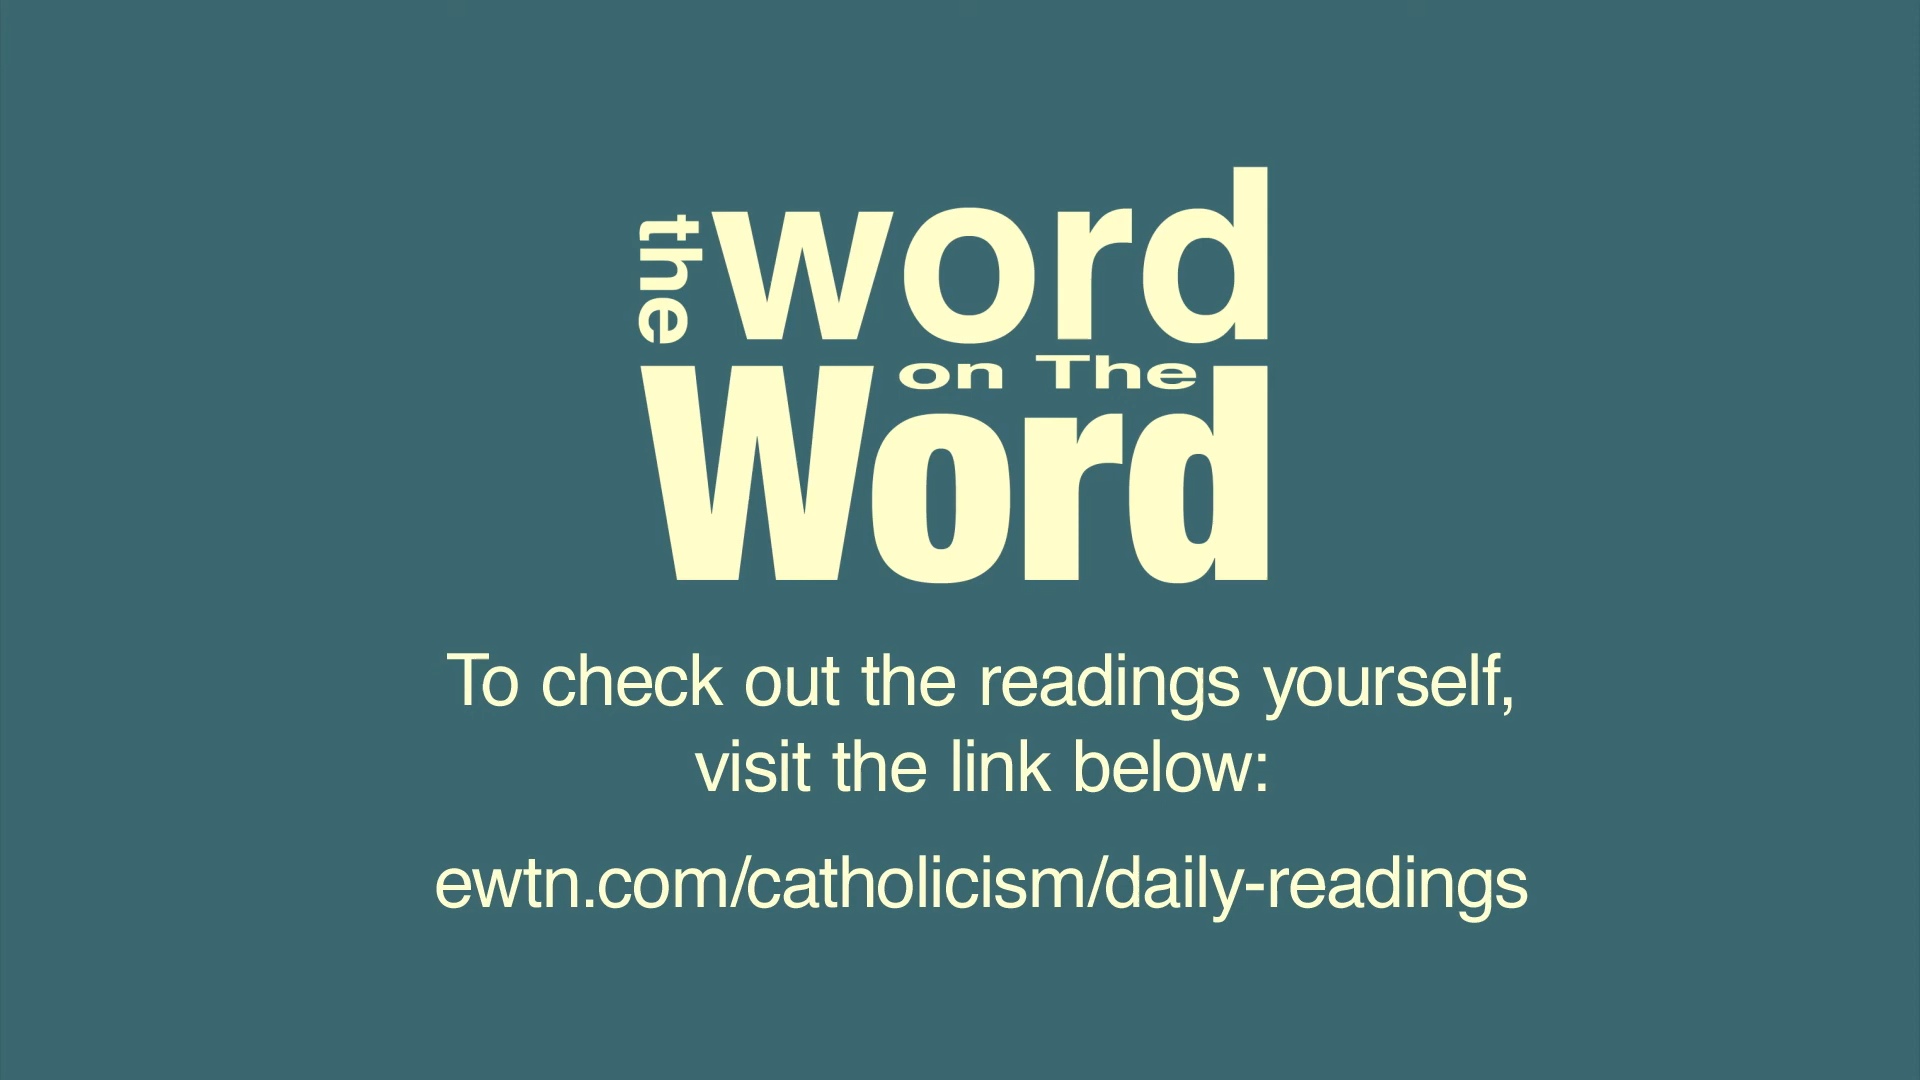 the word
on The
Word
To check out the readings yourself,
visit the link below:
ewtn.com/catholicism/daily-readings